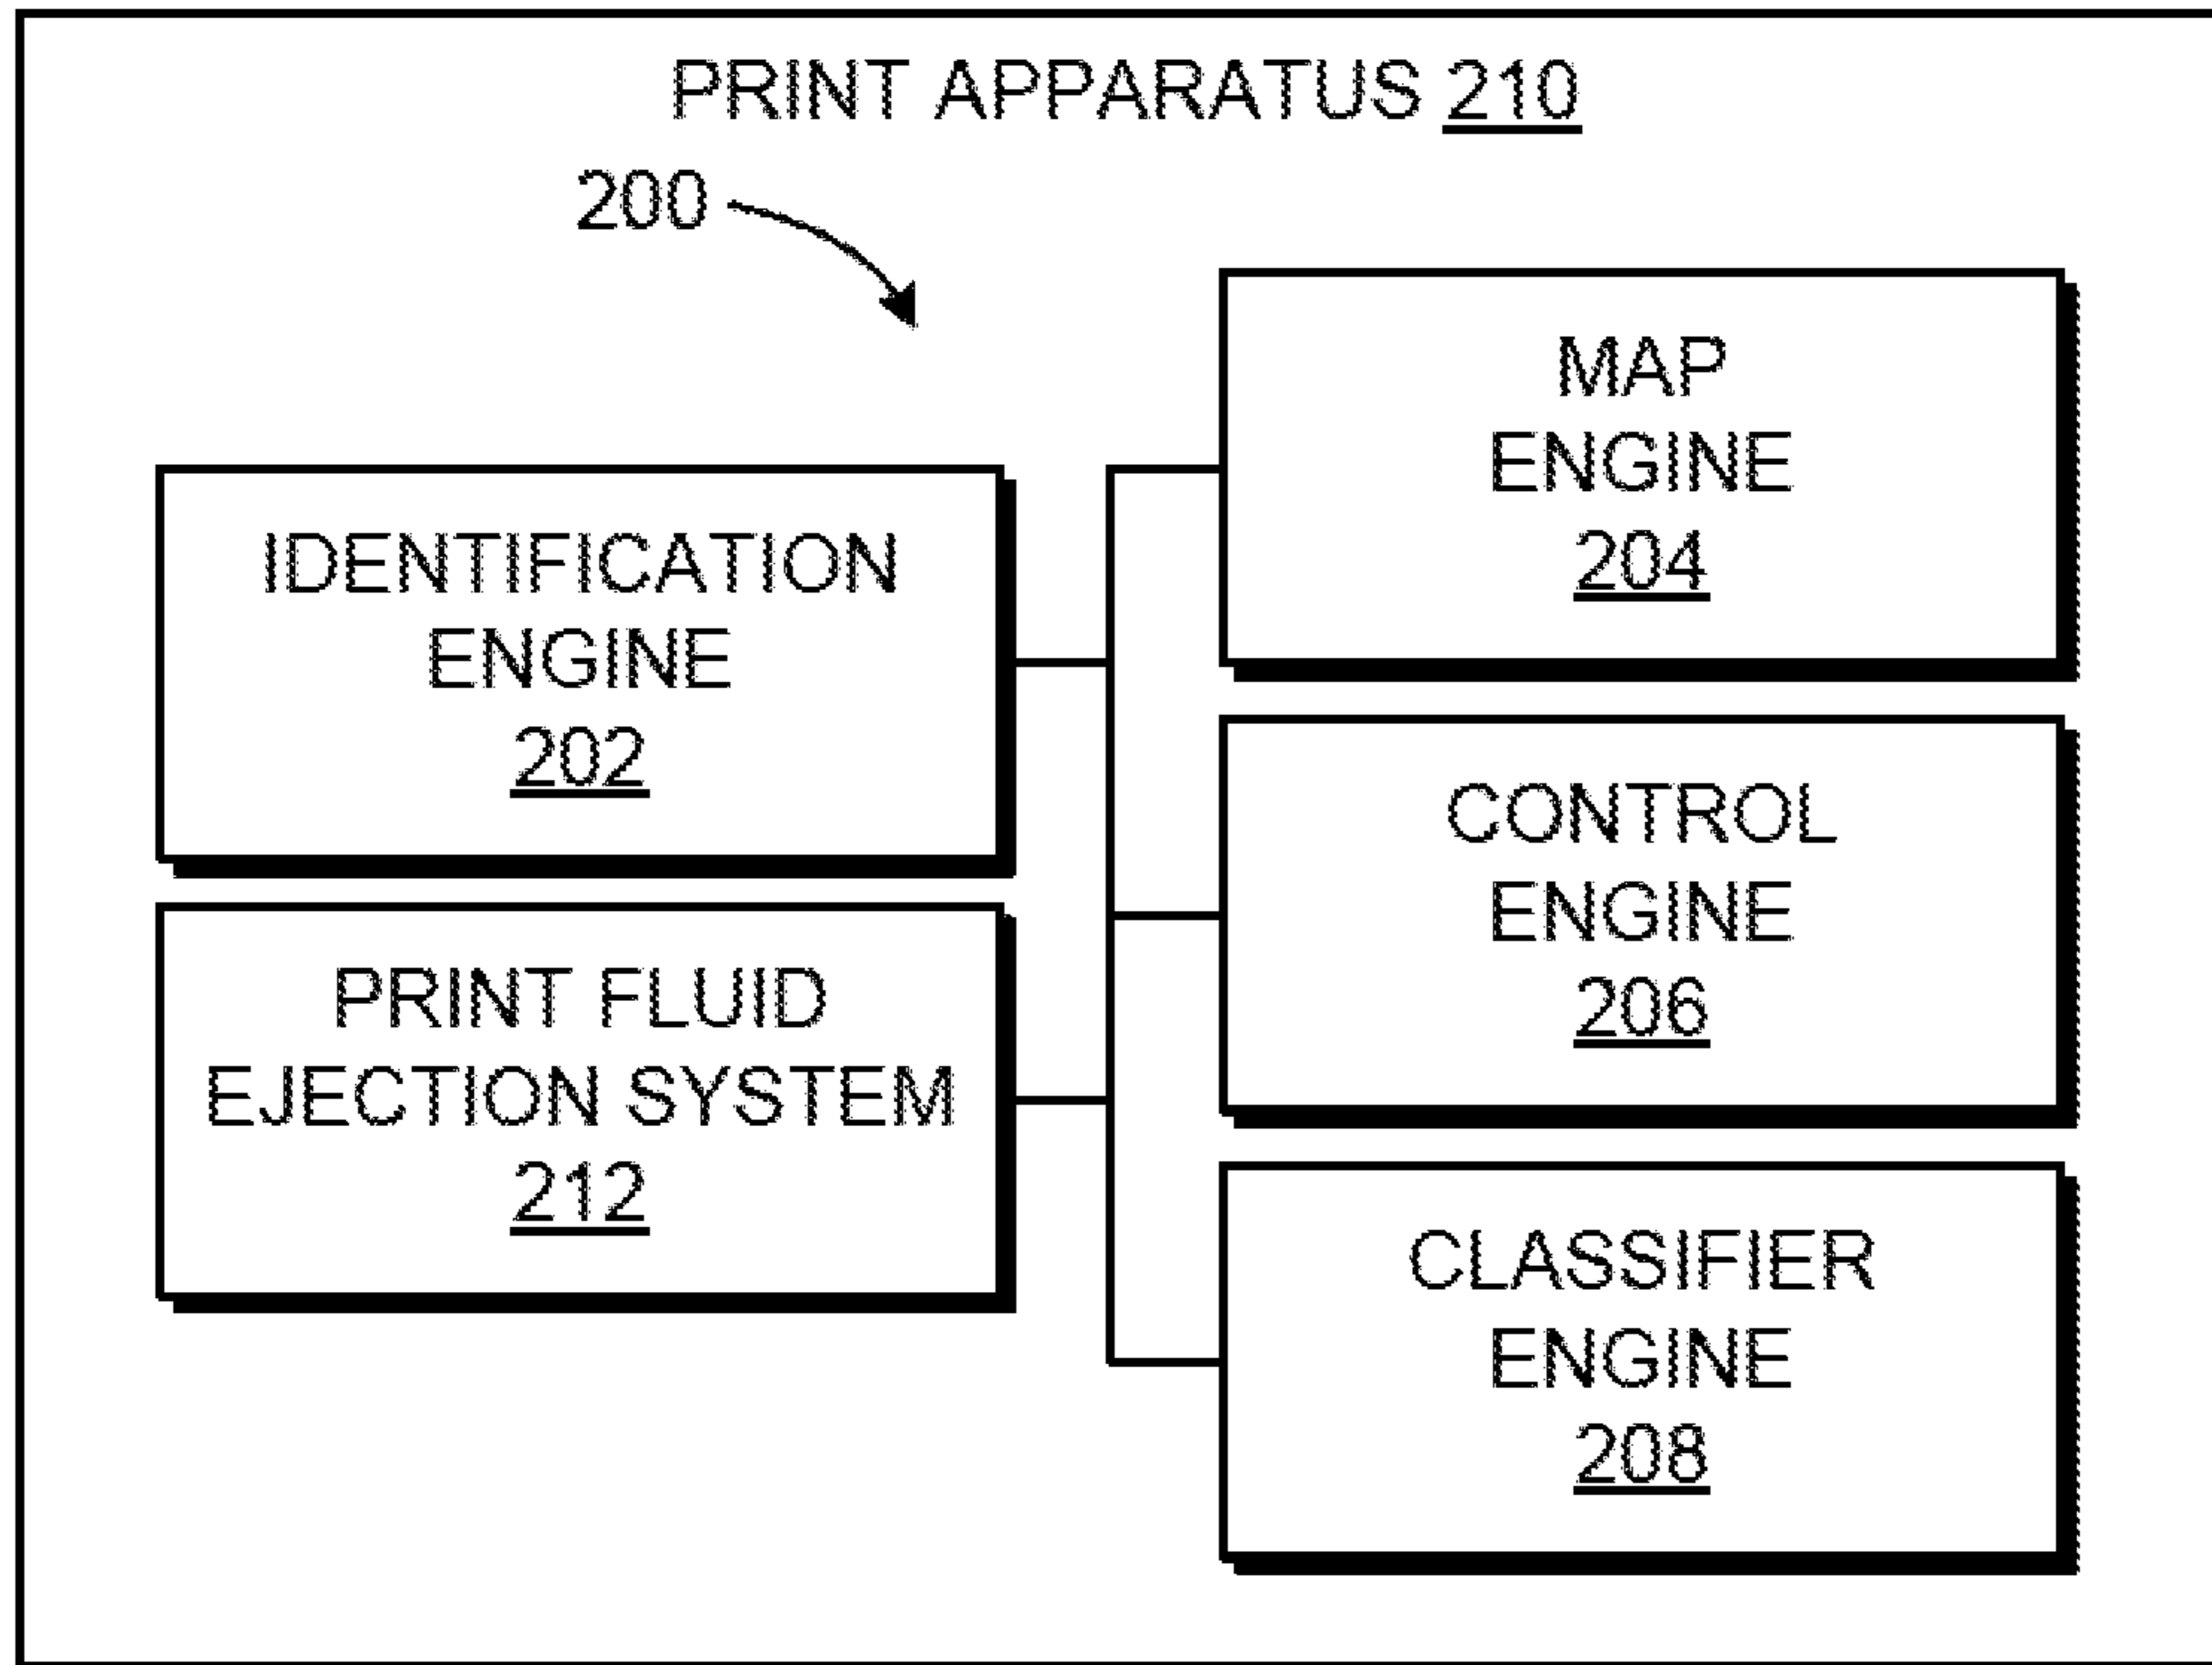 PRINT APPARATUS 210
200
MAP
ENGINE
204
IDENTIFICATION
ENGINE
202
CONTROL
ENGINE
206
PRINT FLUID
EJECTION SYSTEM
212
CLASSIFIER
ENGINE
208